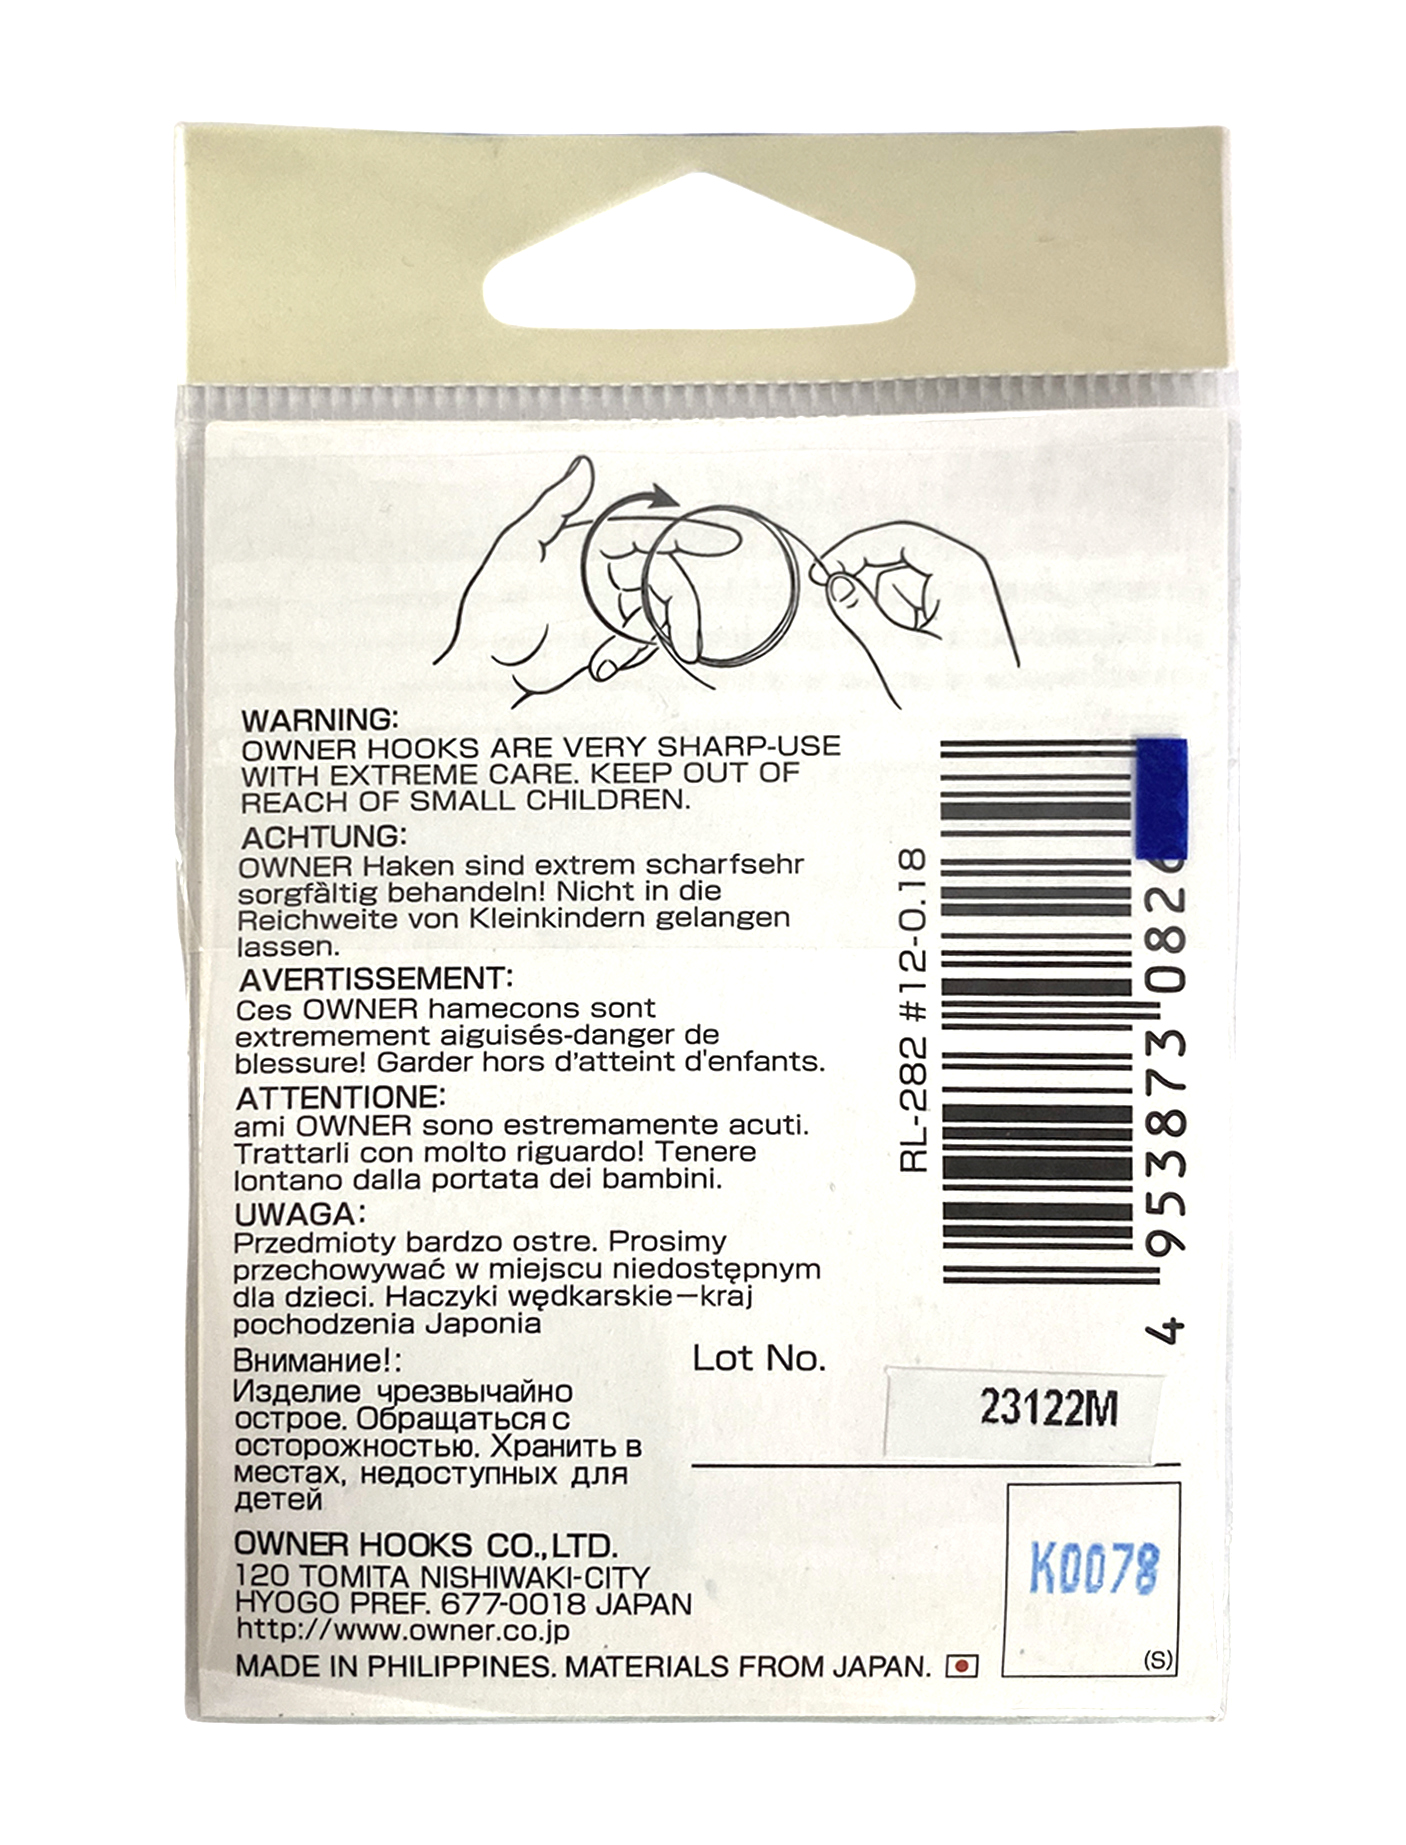 WARNING:
OWNER HOOKS ARE VERY SHARP-USE
WITH EXTREME CARE. KEEP OUT OF
REACH OF SMALL CHILDREN.
ACHTUNG:
OWNER Haken sind extrem scharfsehr
sorgfältig behandeln! Nicht in die
Reichweite von Kleinkindern gelangen
lassen.
AVERTISSEMENT:
Ces OWNER hamecons sont
extremement aiguisés-danger de
blessure! Garder hors d'atteint d'enfants.
ATTENTIONE:
ami OWNER sono estremamente acuti.
Trattarli con molto riguardo! Tenere
lontano dalla portata dei bambini.
UWAGA:
Przedmioty bardzo ostre. Prosimy
przechowywać w miejscu niedostępnym
dla dzieci. Haczyki wędkarskie—kraj
pochodzenia Japonia
Внимание!:
Изделие чрезвычайно
острое. Обращаться с
осторожностью. Хранить в
местах, недоступных для
детей
OWNER HOOKS CO.,LTD.
120 TOMITA NISHIWAKI-CITY
HYOGO PREF. 677-0018 JAPAN
http://www.owner.co.jp
MADE IN PHILIPPINES. MATERIALS FROM JAPAN.
RL-282 #12-0.18
4 953873 0826
Lot No.
23122M
K0078
(S)